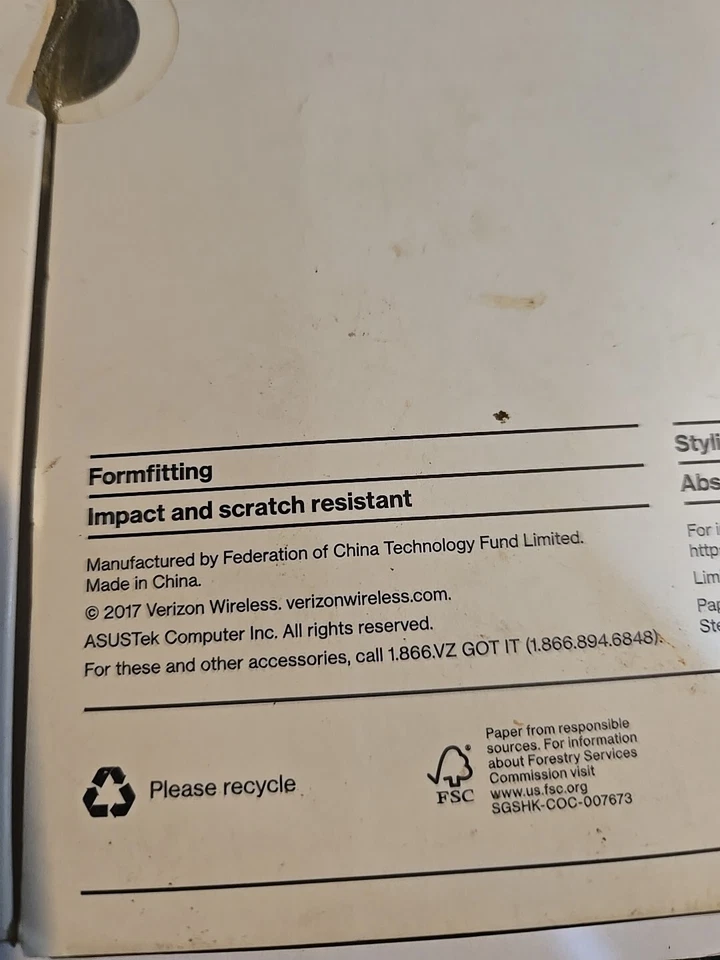 Formfitting
Impact and scratch resistant
Manufactured by Federation of China Technology Fund Limited.
Made in China.
© 2017 Verizon Wireless. verizonwireless.com.
ASUSTek Computer Inc. All rights reserved.
For these and other accessories, call 1.866.VZ GOT IT (1.866.894.6848).
Please recycle
FSC
Paper from responsible
sources. For information
about Forestry Services
Commission visit
www.us.fsc.org
SGSHK-COC-007673
For